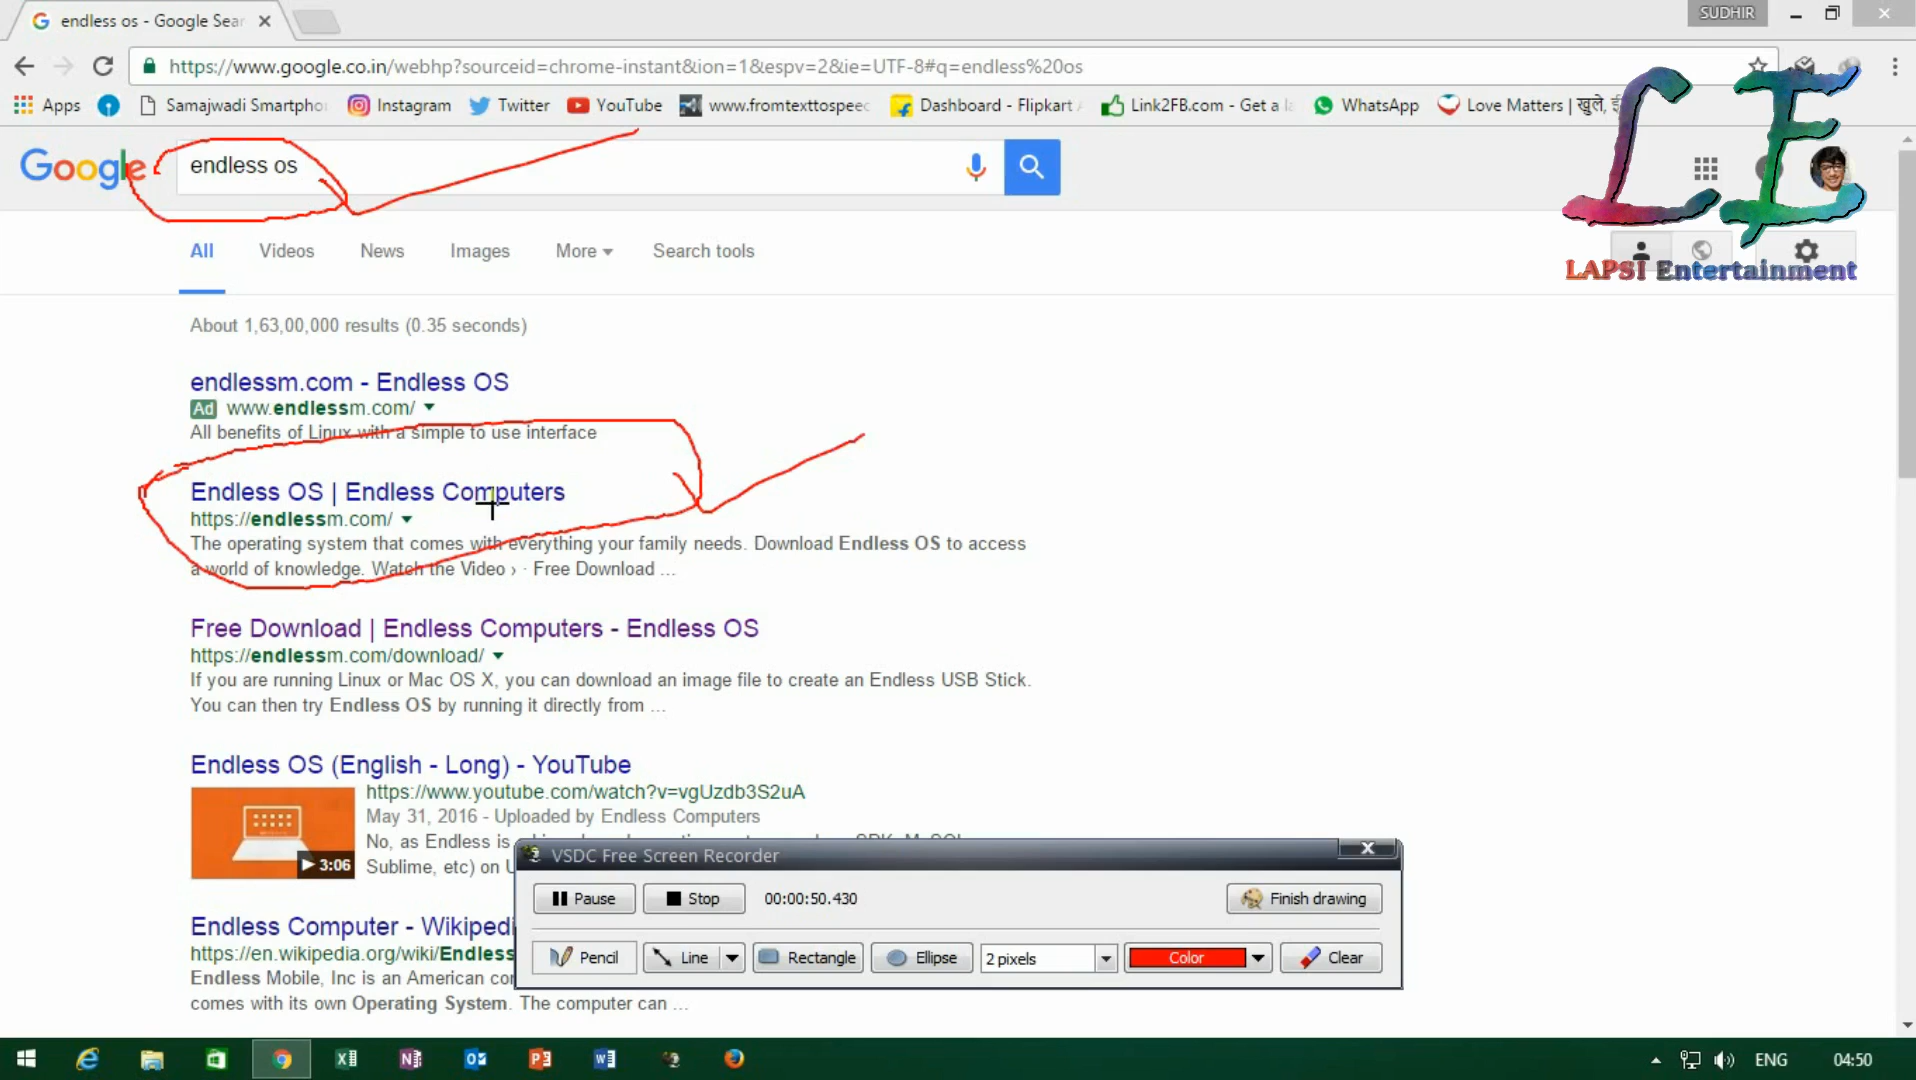 endless os - Google Sear
SUDHIR
https://www.google.co.in/webhp?sourceid=chrome-instant&ion=1&espv=2&ie=UTF-8#q=endless%20os
Apps
Samajwadi Smartpho
Instagram
Twitter
YouTube
www.fromtexttospeec
Dashboard - Flipkart
Link2FB.com - Get a l
WhatsApp
Love Matters | खुले,
Google
endless os
LE
LAPSI Entertainment
All
Videos
News
Images
More
Search tools
About 1,63,00,000 results (0.35 seconds)
endlessm.com - Endless OS
Ad www.endlessm.com/
All benefits of Linux with a simple to use interface
Endless OS | Endless Computers
https://endlessm.com/
The operating system that comes with everything your family needs. Download Endless OS to access
a world of knowledge. Watch the Video › · Free Download ...
Free Download | Endless Computers - Endless OS
https://endlessm.com/download/
If you are running Linux or Mac OS X, you can download an image file to create an Endless USB Stick.
You can then try Endless OS by running it directly from ...
Endless OS (English - Long) - YouTube
https://www.youtube.com/watch?v=vgUzdb3S2uA
May 31, 2016 - Uploaded by Endless Computers
No, as Endless is
3:06
Sublime, etc) on
VSDC Free Screen Recorder
Pause
Stop
00:00:50.430
Finish drawing
Pencil
Line
Rectangle
Ellipse
2 pixels
Color
Clear
Endless Computer - Wikipedi
https://en.wikipedia.org/wiki/Endless
Endless Mobile, Inc is an American
comes with its own Operating System. The computer can ...
ENG
04:50